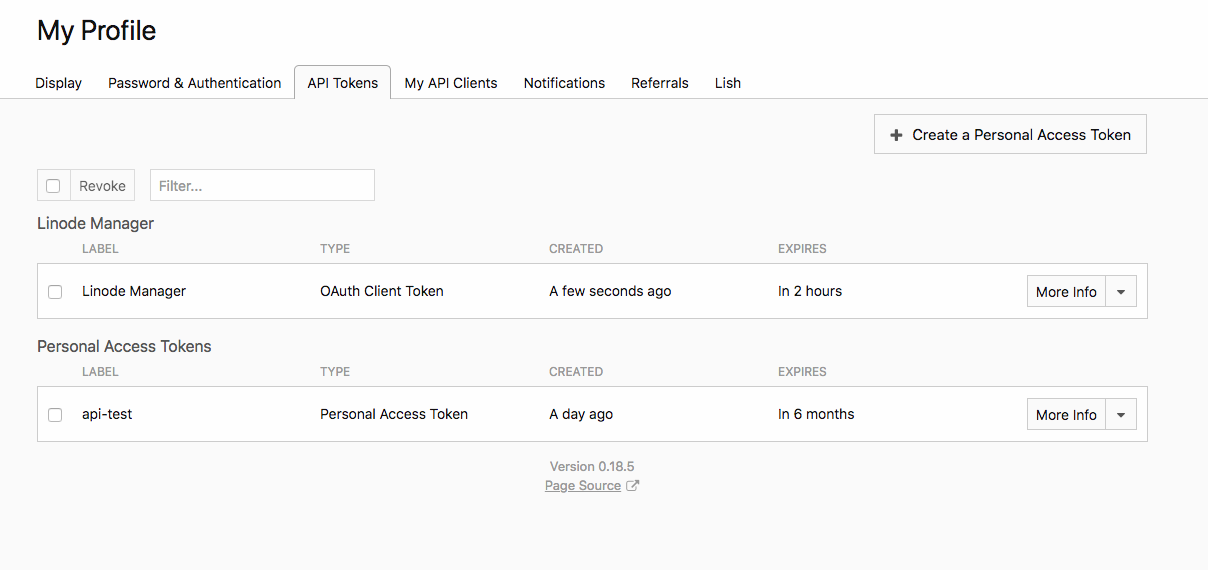 My Profile
Display Password & Authentication API Tokens My API Clients Notifications Referrals Lish
Create a Personal Access Token
Revoke Filter...
Linode Manager
LABEL TYPE CREATED EXPIRES
Linode Manager OAuth Client Token A few seconds ago In 2 hours More Info
Personal Access Tokens
LABEL TYPE CREATED EXPIRES
api-test Personal Access Token A day ago In 6 months More Info
Version 0.18.5
Page Source